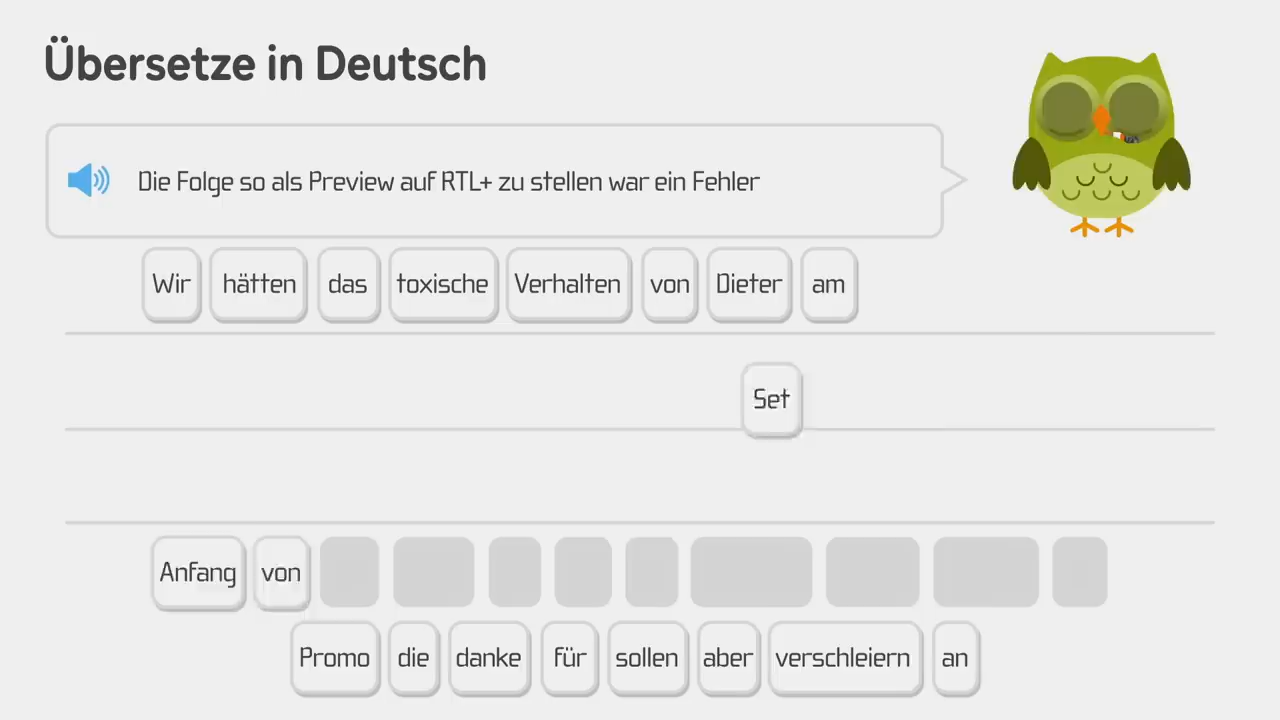 Übersetze in Deutsch
Die Folge so als Preview auf RTL+ zu stellen war ein Fehler
Wir hätten das toxische Verhalten von Dieter am
Set
Anfang von
Promo die danke für sollen aber verschleiern an